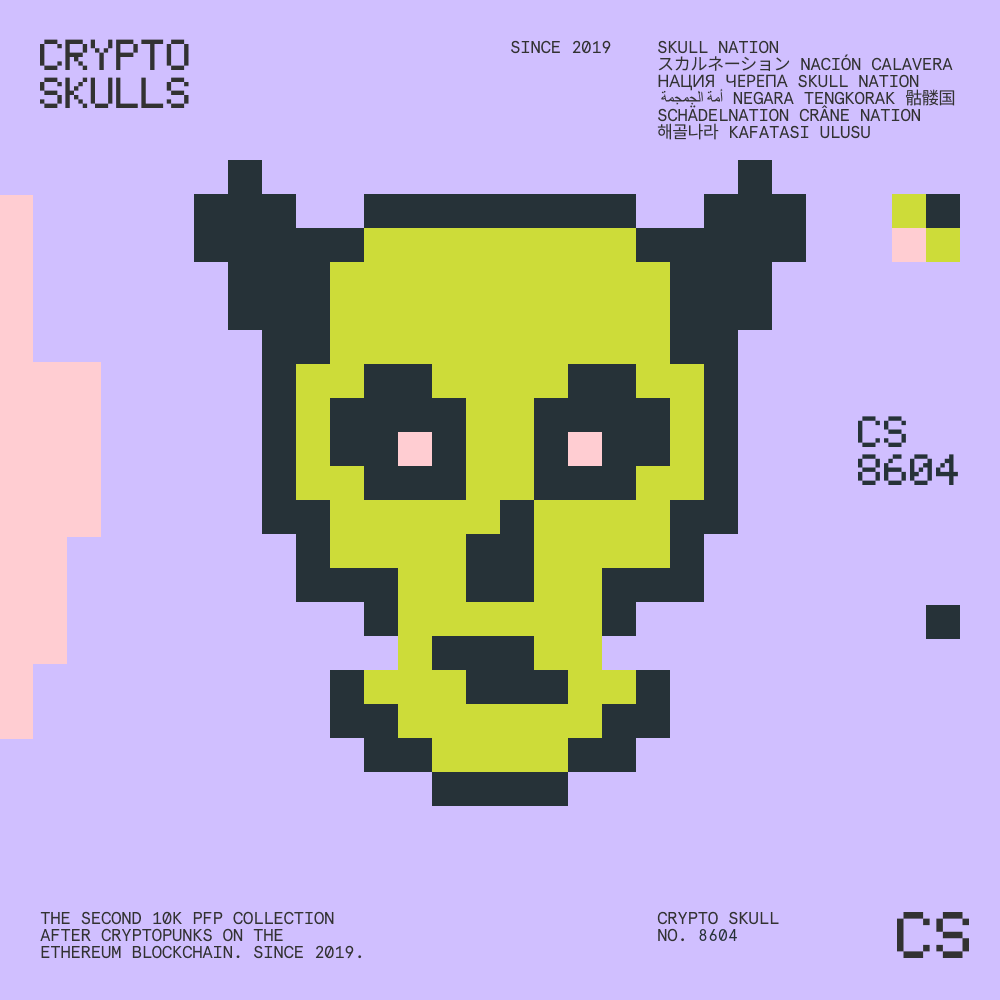 CRYPTO
SKULLS
SINCE 2019
SKULL NATION
スカルネーション NACIÓN CALAVERA
НАЦИЯ ЧЕРЕПА SKULL NATION
أمة الجمجمة NEGARA TENGKORAK 骷髅国
SCHÄDELNATION CRÂNE NATION
해골나라 KAFATASI ULUSU
CS
8604
THE SECOND 10K PFP COLLECTION
AFTER CRYPTOPUNKS ON THE
ETHEREUM BLOCKCHAIN. SINCE 2019.
CRYPTO SKULL
NO. 8604
CS